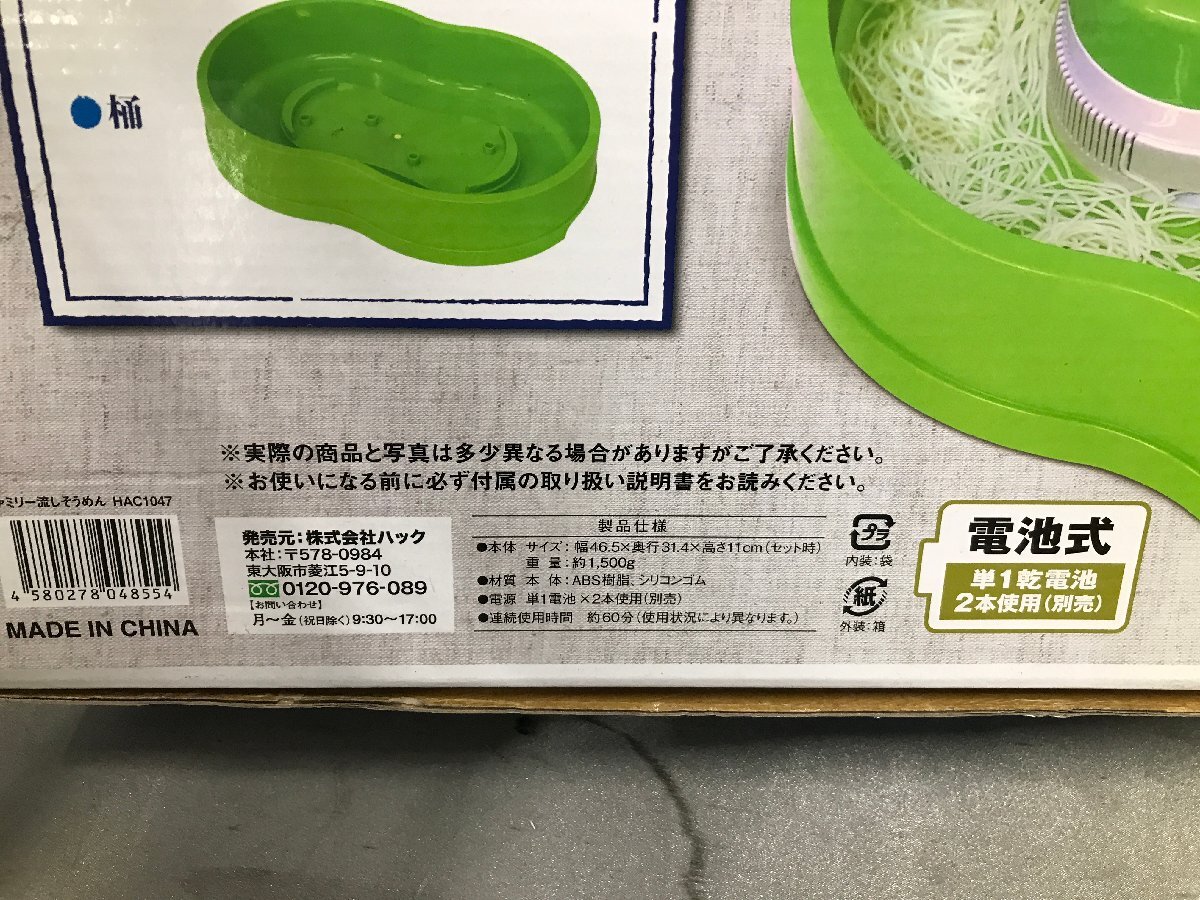 ●桶
※実際の商品と写真は多少異なる場合がありますがご了承ください。
※お使いになる前に必ず付属の取り扱い説明書をお読みください。
ァミリー流しそうめん HAC1047
4 580278 048554
MADE IN CHINA
発売元：株式会社ハック
本社：〒578-0984
東大阪市菱江5-9-10
0120-976-089
【お問い合わせ】
月～金（祝日除く）9:30～17:00
製品仕様
●本体 サイズ：幅46.5×奥行31.4×高さ11cm（セット時）
重量：約1,500g
●材質 本体：ABS樹脂、シリコンゴム
●電源 単1電池×2本使用（別売）
●連続使用時間 約60分（使用状況により異なります。）
プラ
内装：袋
紙
外装：箱
電池式
単1乾電池
2本使用（別売）